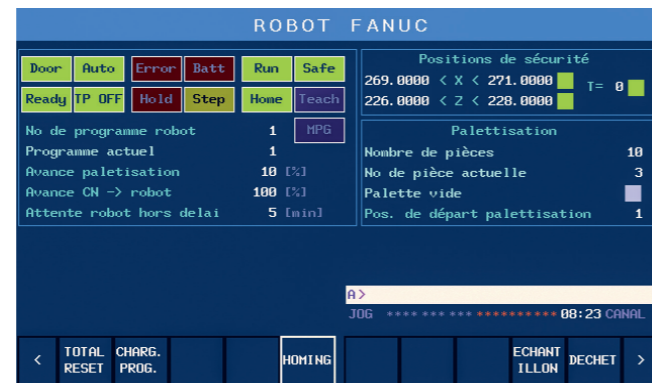 ROBOT FANUC
Door Auto Error Batt Run Safe
Ready TP OFF Hold Step Home Teach
No de programme robot 1 MPG
Programme actuel 1
Avance paletisation 10 [%]
Avance CN -> robot 100 [%]
Attente robot hors delai 5 [min]
Positions de sécurité
269.0000 < X < 271.0000 T= 0
226.0000 < Z < 228.0000
Palettisation
Nombre de pièces 10
No de pièce actuelle 3
Palette vide
Pos. de départ palettisation 1
A>
JOG **** *** *** ********** 08:23 CANAL
< TOTAL RESET CHARG. PROG. HOMING ECHANT ILLON DECHET >